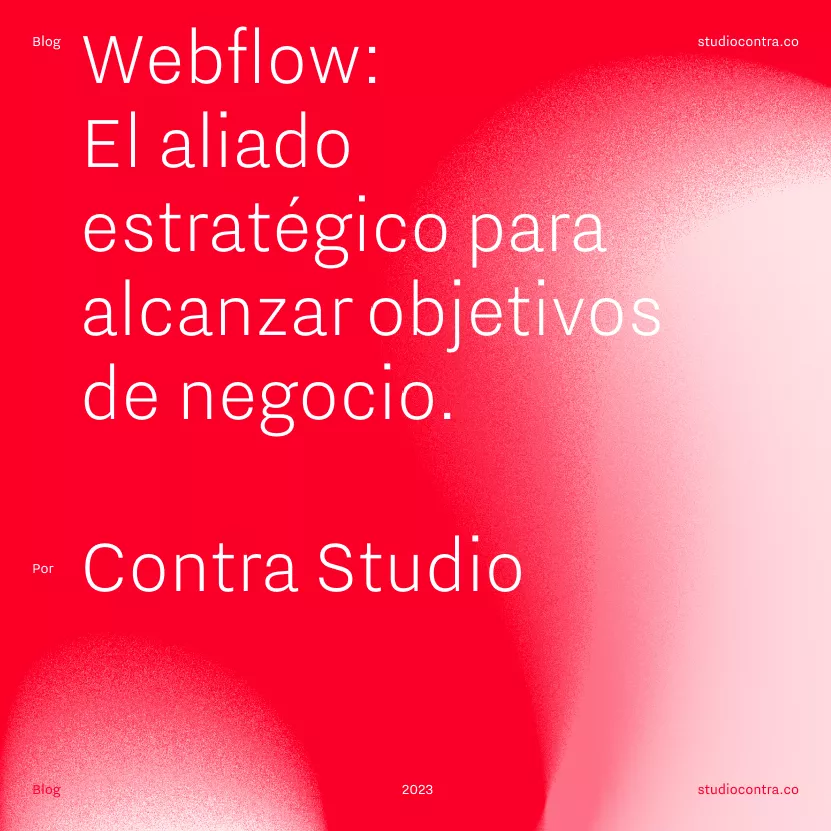 Blog
studiocontra.co
Webflow:
El aliado
estratégico para
alcanzar objetivos
de negocio.
Por
Contra Studio
Blog
2023
studiocontra.co